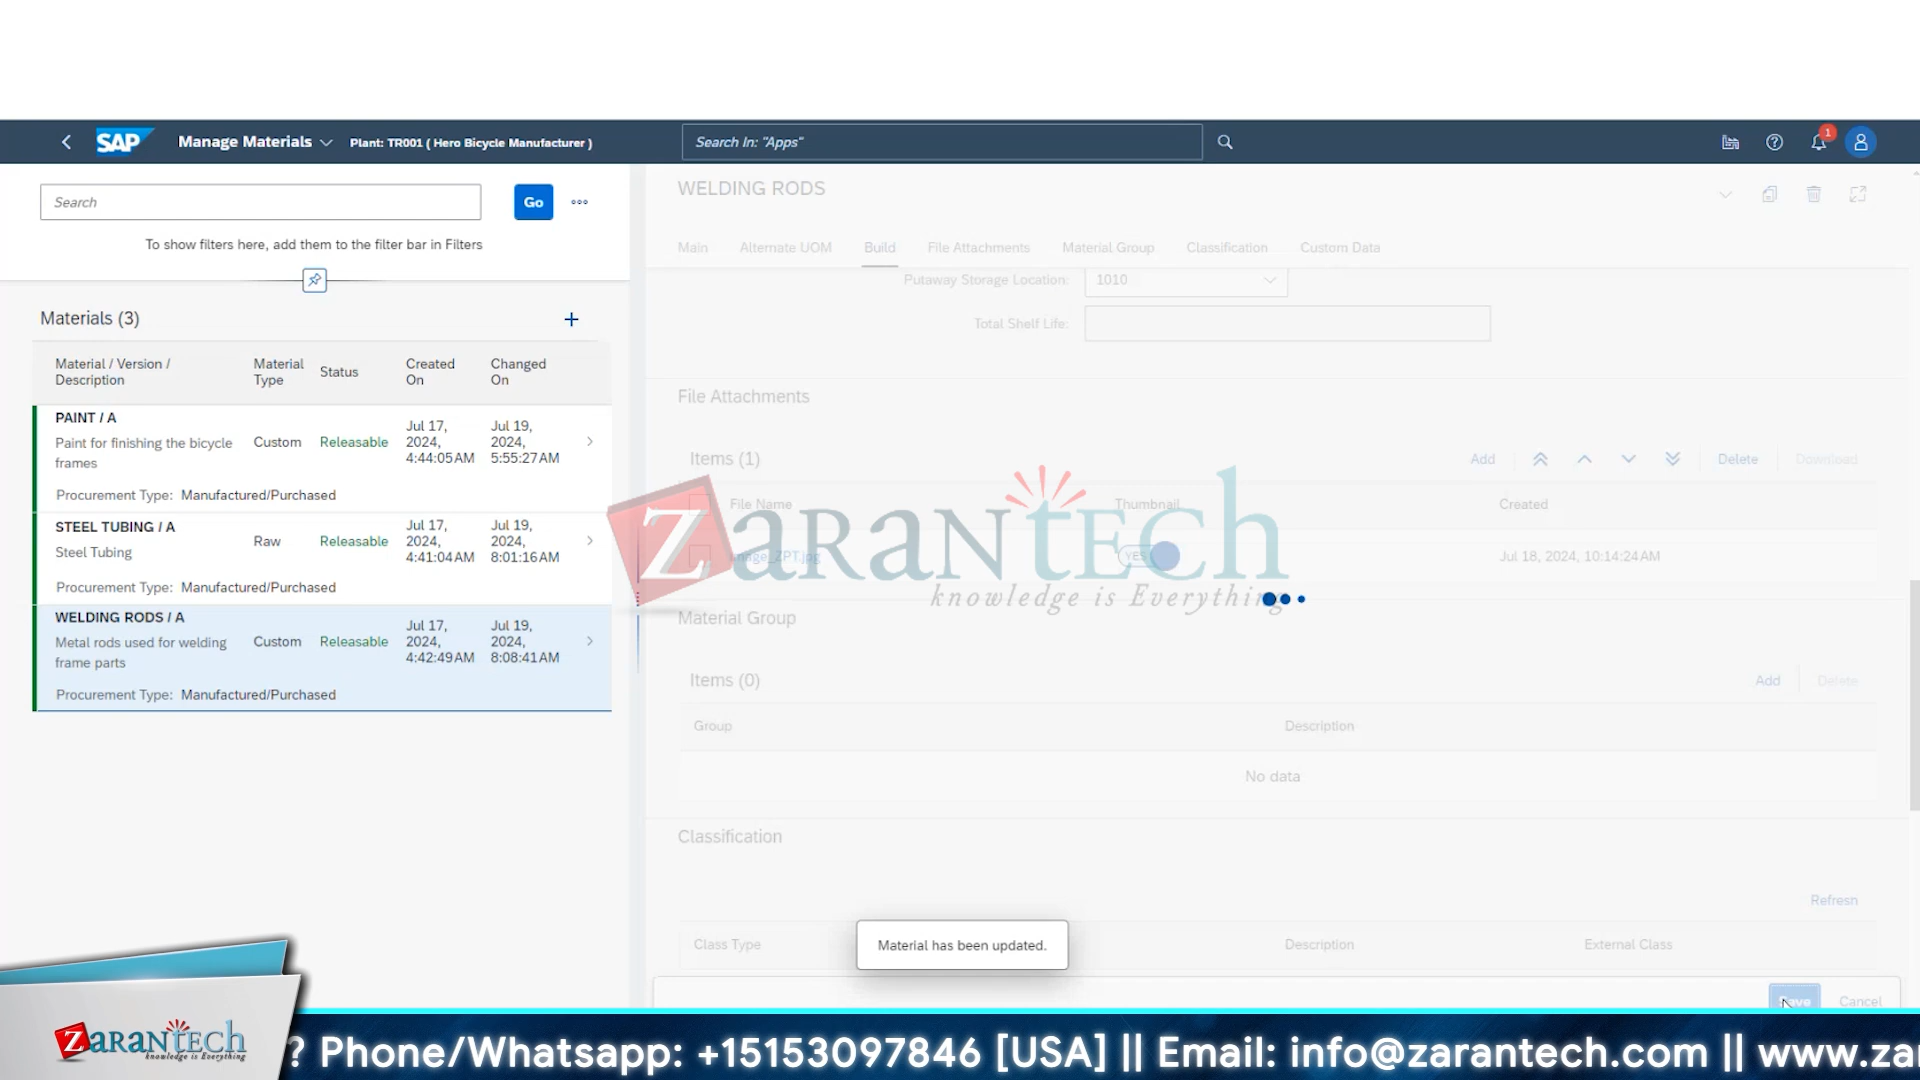 SAP Manage Materials Plant: TR001 ( Hero Bicycle Manufacturer ) Search In: "Apps" 1
Search Go
To show filters here, add them to the filter bar in Filters
Materials (3)
Material / Version / Description Material Type Status Created On Changed On
PAINT / A
Paint for finishing the bicycle frames Custom Releasable Jul 17, 2024, 4:44:05 AM Jul 19, 2024, 5:55:27 AM
Procurement Type: Manufactured/Purchased
STEEL TUBING / A
Steel Tubing Raw Releasable Jul 17, 2024, 4:41:04 AM Jul 19, 2024, 8:01:16 AM
Procurement Type: Manufactured/Purchased
WELDING RODS / A
Metal rods used for welding frame parts Custom Releasable Jul 17, 2024, 4:42:49 AM Jul 19, 2024, 8:08:41 AM
Procurement Type: Manufactured/Purchased
WELDING RODS
Main Alternate UOM Build File Attachments Material Group Classification Custom Data
Putaway Storage Location: 1010
Total Shelf Life:
File Attachments
Items (1) Add Delete Download
File Name Thumbnail Created
YES Jul 18, 2024, 10:14:24 AM
ZaranTech
knowledge is Everything
Material Group
Items (0) Add Delete
Group Description
No data
Classification
Refresh
Class Type Description External Class
Material has been updated.
Save Cancel
ZaranTech
knowledge is Everything
? Phone/Whatsapp: +15153097846 [USA] || Email: info@zarantech.com || www.za